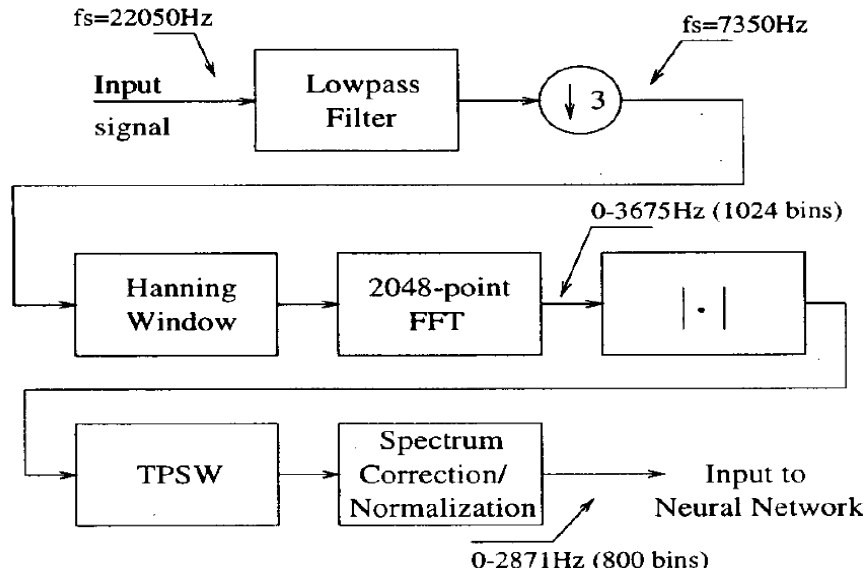 fs=22050Hz
fs=7350Hz
Input
signal
Lowpass
Filter
↓ 3
0-3675Hz (1024 bins)
Hanning
Window
2048-point
FFT
|·|
TPSW
Spectrum
Correction/
Normalization
Input to
Neural Network
0-2871Hz (800 bins)